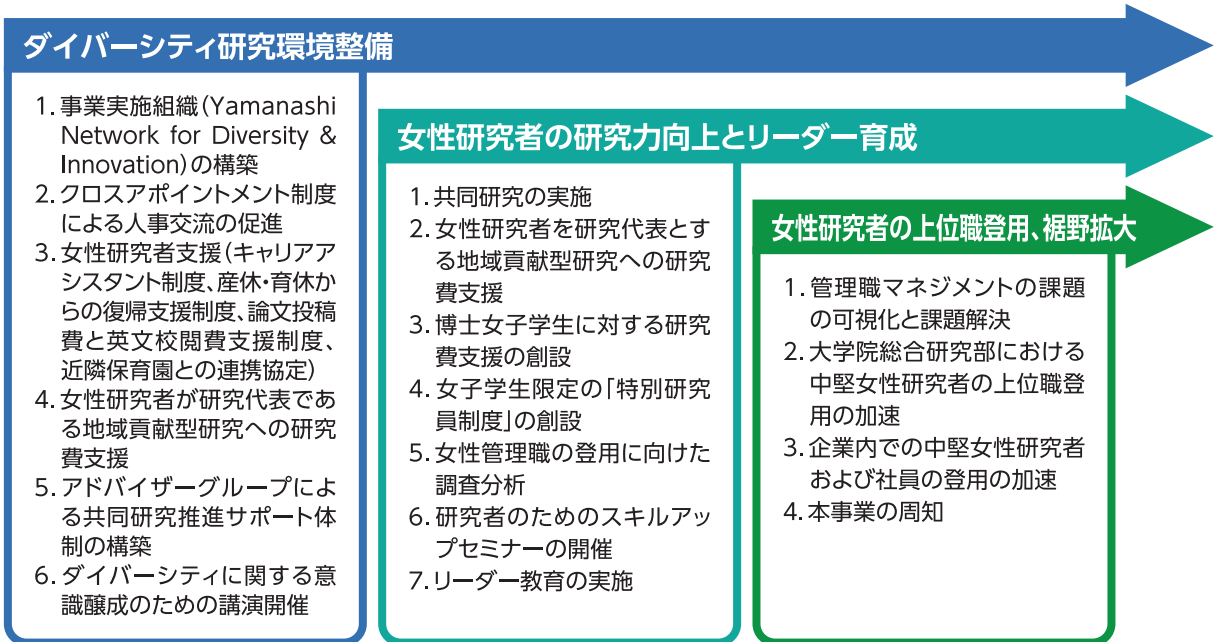 ダイバーシティ研究環境整備
1. 事業実施組織(Yamanashi
Network for Diversity &
Innovation)の構築
2. クロスアポイントメント制度
による人事交流の促進
3. 女性研究者支援(キャリアア
シスタント制度、産休・育休か
らの復帰支援制度、論文投稿
費と英文校閲費支援制度、
近隣保育園との連携協定)
4. 女性研究者が研究代表であ
る地域貢献型研究への研究
費支援
5. アドバイザーグループによ
る共同研究推進サポート体
制の構築
6. ダイバーシティに関する意
識醸成のための講演開催
女性研究者の研究力向上とリーダー育成
1. 共同研究の実施
2. 女性研究者を研究代表とす
る地域貢献型研究への研究
費支援
3. 博士女子学生に対する研究
費支援の創設
4. 女子学生限定の「特別研究
員制度」の創設
5. 女性管理職の登用に向けた
調査分析
6. 研究者のためのスキルアッ
プセミナーの開催
7. リーダー教育の実施
女性研究者の上位職登用、裾野拡大
1. 管理職マネジメントの課題
の可視化と課題解決
2. 大学院総合研究部における
中堅女性研究者の上位職登
用の加速
3. 企業内での中堅女性研究者
および社員の登用の加速
4. 本事業の周知